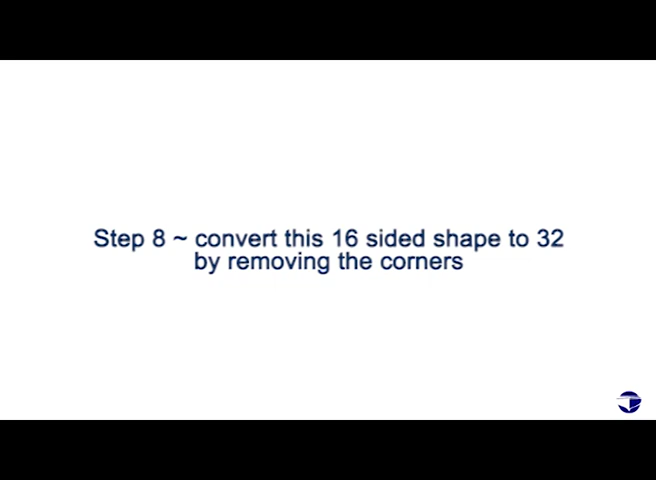 Step 8 ~ convert this 16 sided shape to 32
by removing the corners